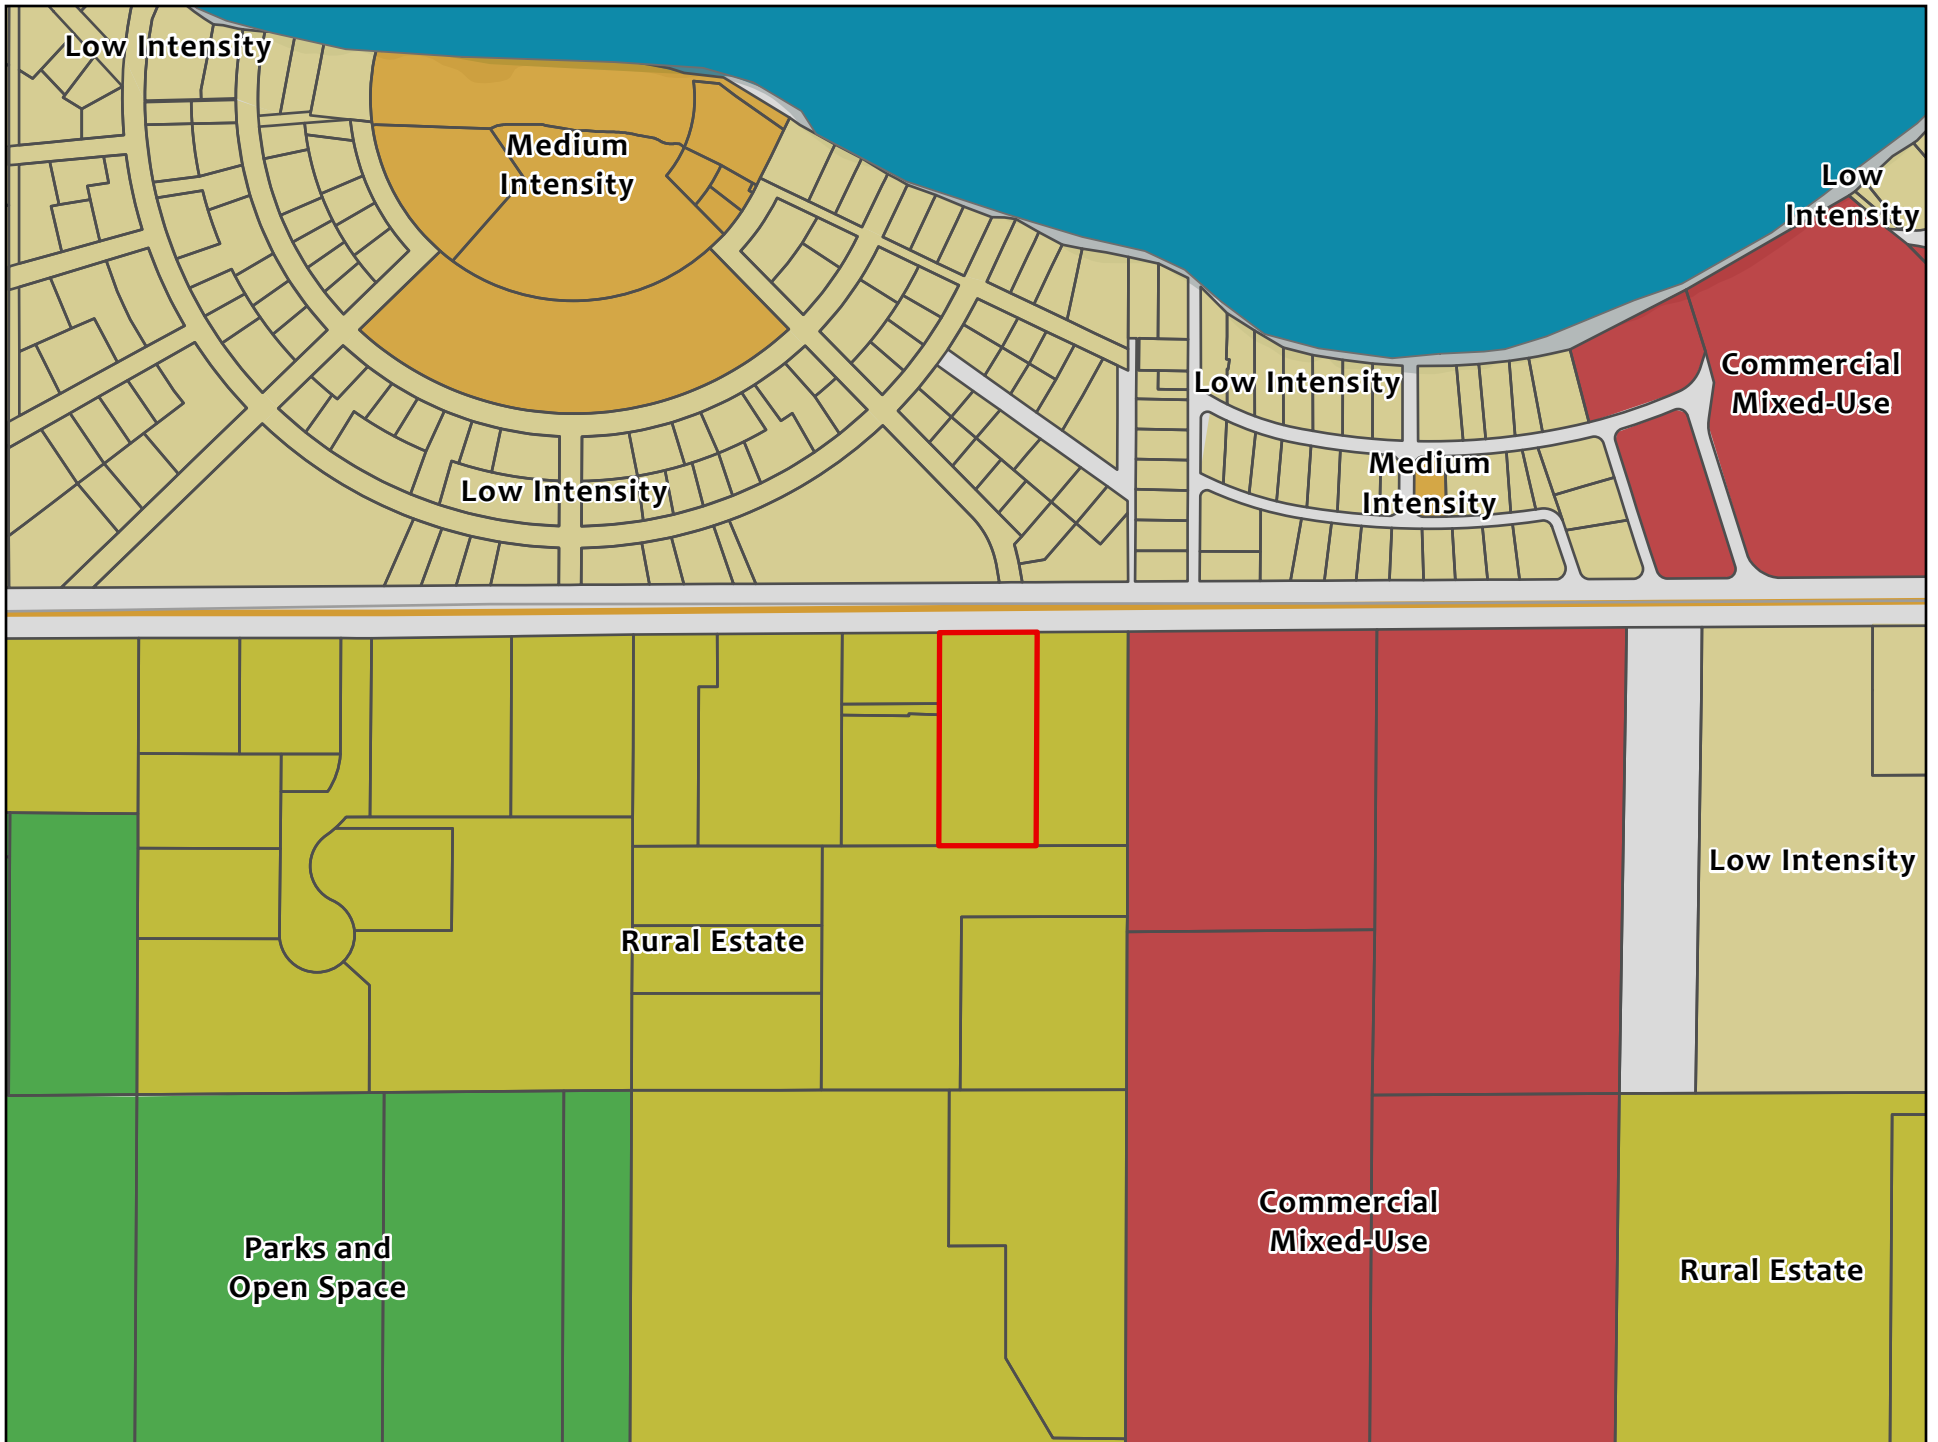 Low Intensity
Medium
Intensity
Low
Intensity
Commercial
Mixed-Use
Low Intensity
Medium
Intensity
Low Intensity
Low Intensity
Rural Estate
Commercial
Mixed-Use
Parks and
Open Space
Rural Estate